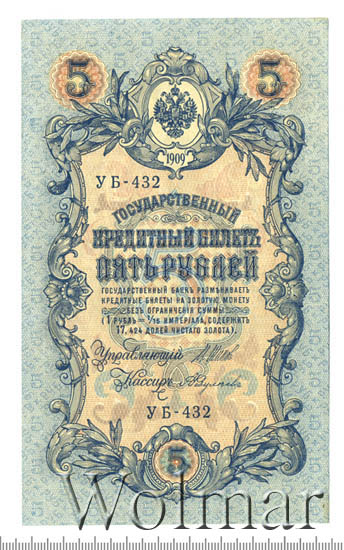 5 5
1909
УБ-432
ГОСУДАРСТВЕННЫЙ
КРЕДИТНЫЙ БИЛЕТЪ
ПЯТЬ РУБЛЕЙ
ГОСУДАРСТВЕННЫЙ БАНКЪ РАЗМѢНИВАЕТЪ
КРЕДИТНЫЕ БИЛЕТЫ НА ЗОЛОТУЮ МОНЕТУ
БЕЗЪ ОГРАНИЧЕНІЯ СУММЫ
(1 РУБЛЬ = 1/15 ИМПЕРІАЛА, СОДЕРЖИТЪ
17,424 ДОЛЕЙ ЧИСТАГО ЗОЛОТА).
Управляющій
Кассиръ
УБ-432
5
Wolmar